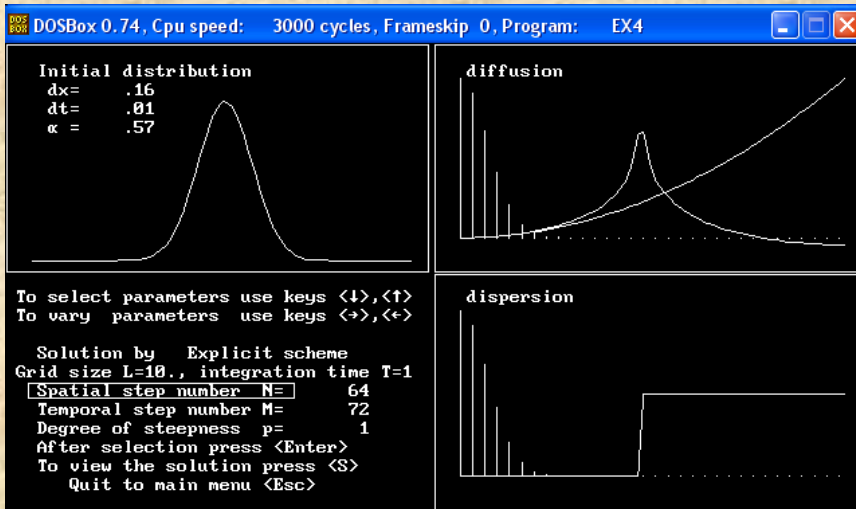 DOSBox 0.74, Cpu speed: 3000 cycles, Frameskip 0, Program: EX4
Initial distribution
dx= .16
dt= .01
α = .57
diffusion
To select parameters use keys <↓>,<↑>
To vary parameters use keys <→>,<←>
Solution by Explicit scheme
Grid size L=10., integration time T=1
Spatial step number N= 64
Temporal step number M= 72
Degree of steepness p= 1
After selection press <Enter>
To view the solution press <S>
Quit to main menu <Esc>
dispersion